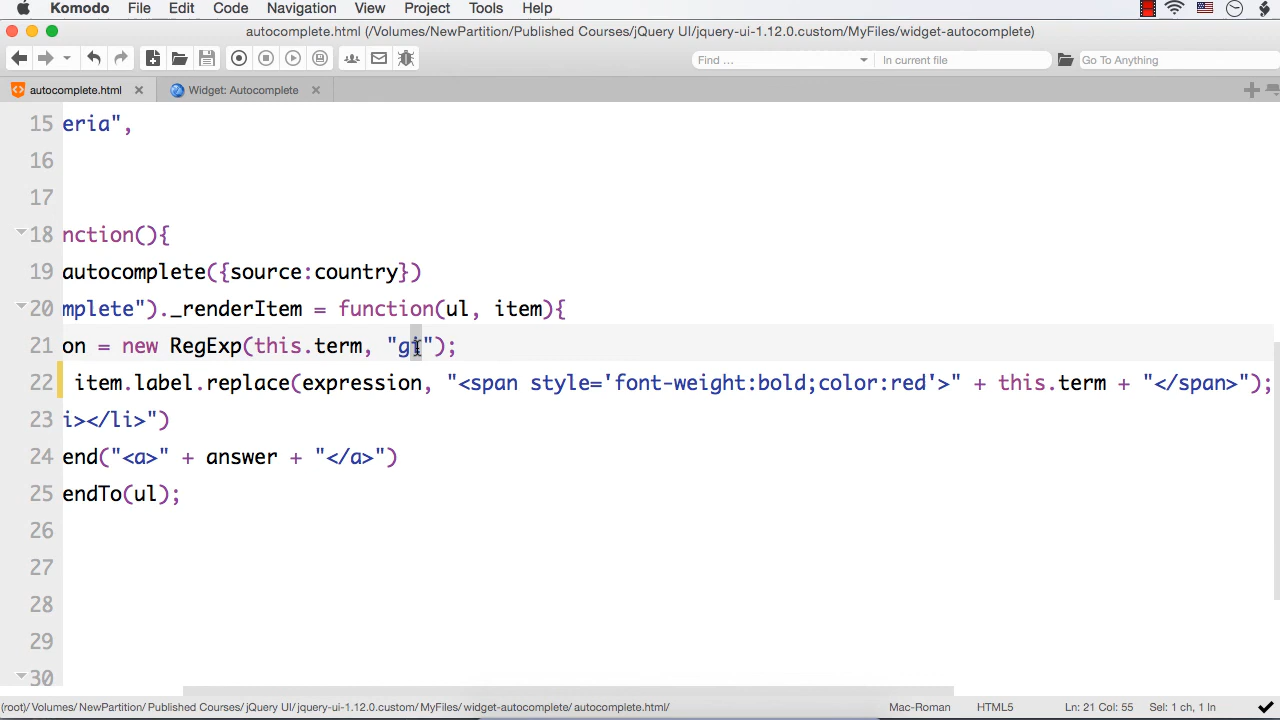 Komodo File Edit Code Navigation View Project Tools Help
autocomplete.html (/Volumes/NewPartition/Published Courses/jQuery UI/jquery-ui-1.12.0.custom/MyFiles/widget-autocomplete)
Find ... In current file Go To Anything
autocomplete.html Widget: Autocomplete
15 eria",
16
17
18 nction(){
19 autocomplete({source:country})
20 mplete")._renderItem = function(ul, item){
21 on = new RegExp(this.term, "gi");
22 item.label.replace(expression, "<span style='font-weight:bold;color:red'>" + this.term + "</span>");
23 i></li>")
24 end("<a>" + answer + "</a>")
25 endTo(ul);
26
27
28
29
30
(root)/Volumes/NewPartition/Published Courses/jQuery UI/jquery-ui-1.12.0.custom/MyFiles/widget-autocomplete/autocomplete.html/ Mac-Roman HTML5 Ln: 21 Col: 55 Sel: 1 ch, 1 ln